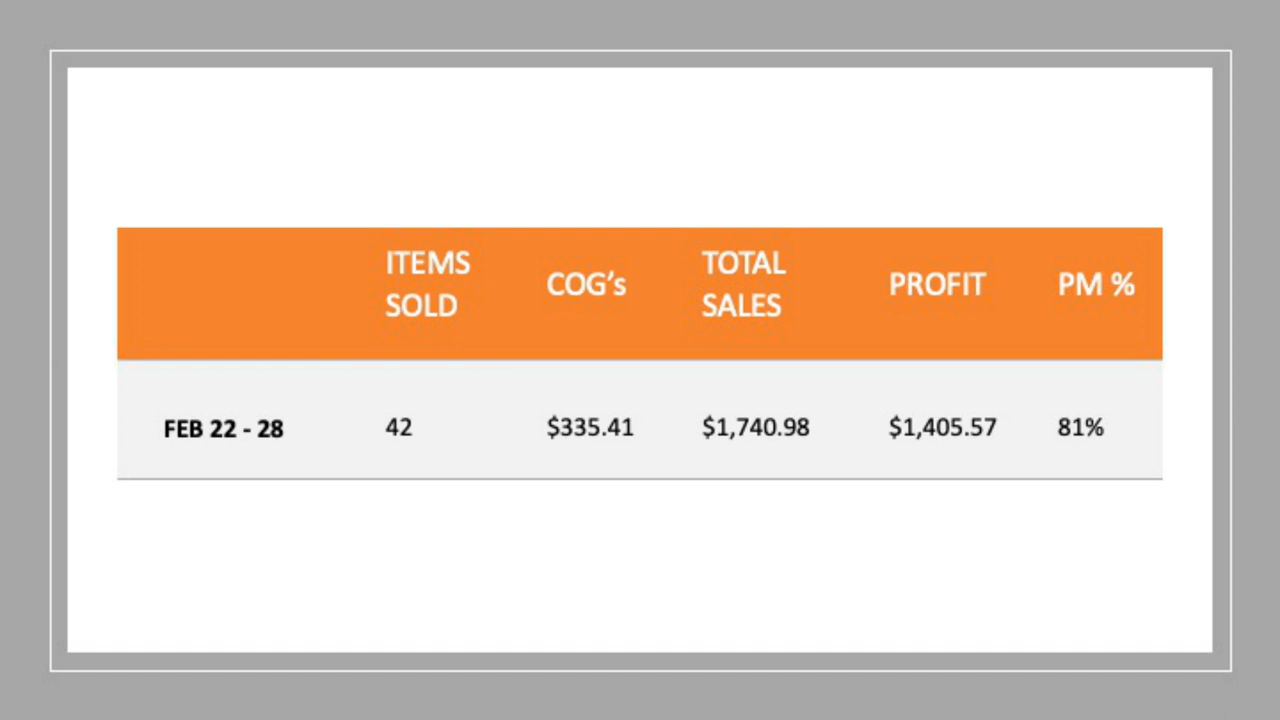 ITEMS SOLD
COG’s
TOTAL SALES
PROFIT
PM %
FEB 22 - 28
42
$335.41
$1,740.98
$1,405.57
81%